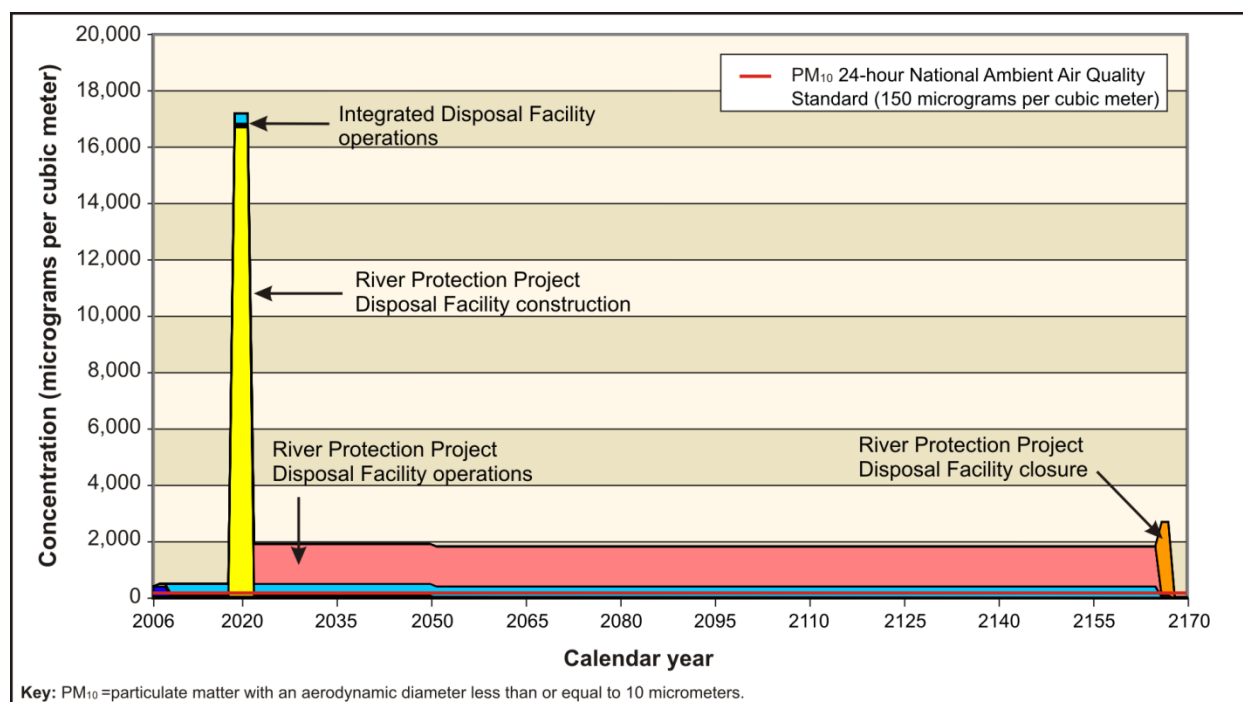 Concentration (micrograms per cubic meter)
20,000
18,000
16,000
14,000
12,000
10,000
8,000
6,000
4,000
2,000
0
PM₁₀ 24-hour National Ambient Air Quality
Standard (150 micrograms per cubic meter)
Integrated Disposal Facility
operations
River Protection Project
Disposal Facility construction
River Protection Project
Disposal Facility operations
River Protection Project
Disposal Facility closure
2006 2020 2035 2050 2065 2080 2095 2110 2125 2140 2155 2170
Calendar year
Key: PM₁₀ =particulate matter with an aerodynamic diameter less than or equal to 10 micrometers.